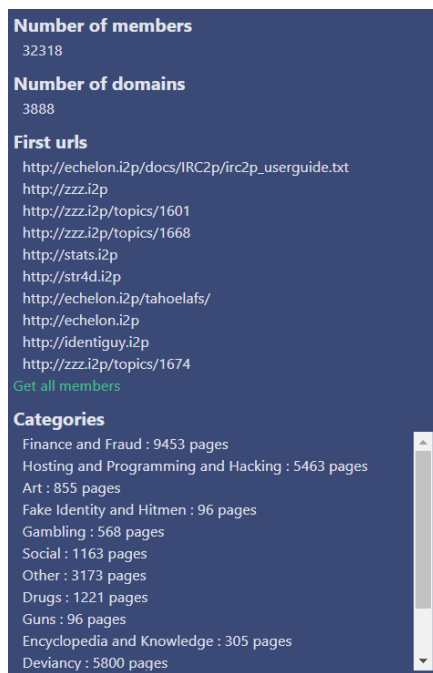 Number of members
32318
Number of domains
3888
First urls
http://echelon.i2p/docs/IRC2p/irc2p_userguide.txt
http://zzz.i2p
http://zzz.i2p/topics/1601
http://zzz.i2p/topics/1668
http://stats.i2p
http://str4d.i2p
http://echelon.i2p/tahoelafs/
http://echelon.i2p
http://identiguy.i2p
http://zzz.i2p/topics/1674
Get all members
Categories
Finance and Fraud : 9453 pages
Hosting and Programming and Hacking : 5463 pages
Art : 855 pages
Fake Identity and Hitmen : 96 pages
Gambling : 568 pages
Social : 1163 pages
Other : 3173 pages
Drugs : 1221 pages
Guns : 96 pages
Encyclopedia and Knowledge : 305 pages
Deviancy : 5800 pages